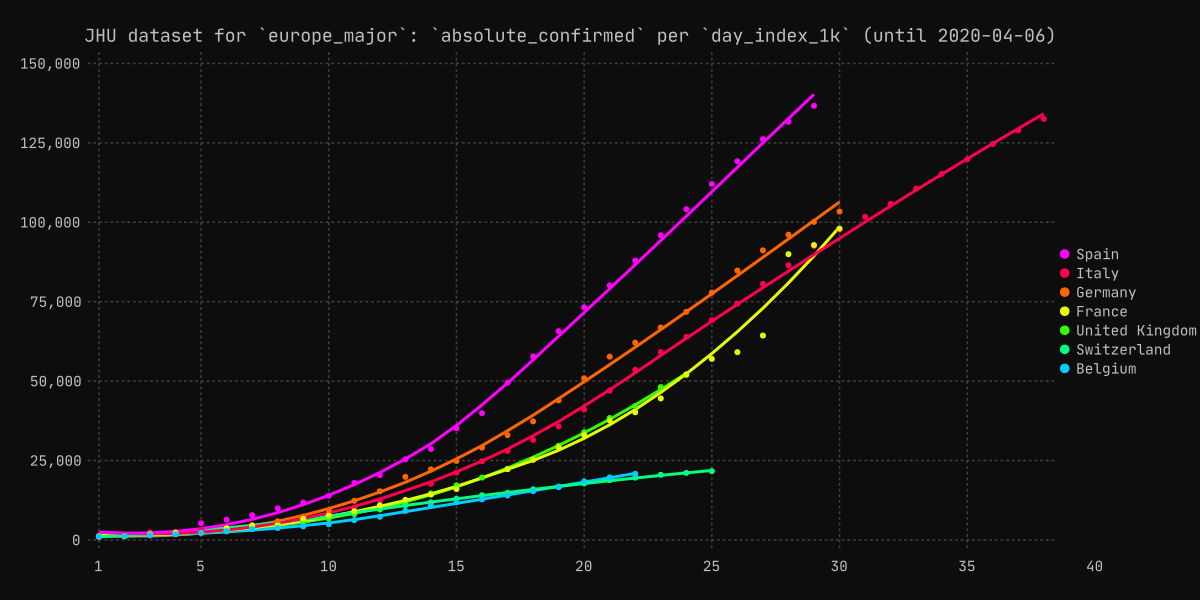 JHU dataset for `europe_major`: `absolute_confirmed` per `day_index_1k` (until 2020-04-06)
150,000
125,000
100,000
75,000
50,000
25,000
0
1 5 10 15 20 25 30 35 40
Spain
Italy
Germany
France
United Kingdom
Switzerland
Belgium